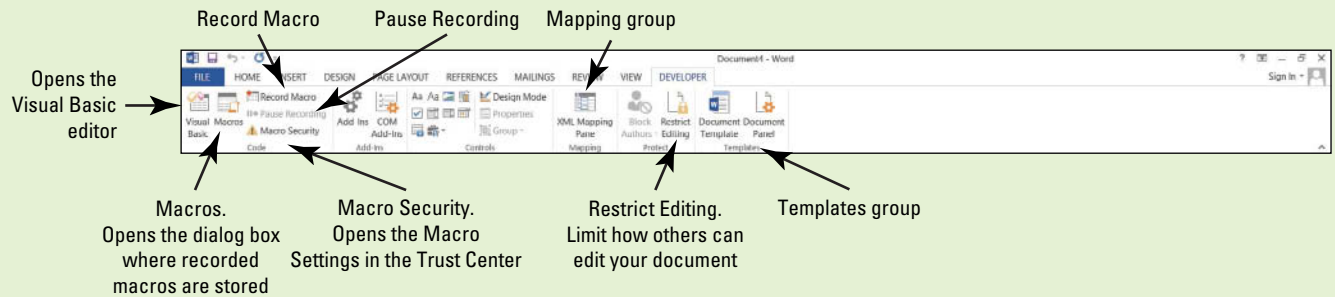 Record Macro
Pause Recording
Mapping group
Opens the
Visual Basic
editor
Document4 - Word
Sign In
FILE HOME INSERT DESIGN PAGE LAYOUT REFERENCES MAILINGS REVIEW VIEW DEVELOPER
Visual Basic
Macros
Record Macro
Pause Recording
Macro Security
Code
Add-Ins
COM Add-Ins
Add-Ins
Aa Aa
Design Mode
Properties
Group
Controls
XML Mapping Pane
Mapping
Block Authors
Restrict Editing
Protect
Document Template
Document Panel
Templates
Macros.
Opens the dialog box
where recorded
macros are stored
Macro Security.
Opens the Macro
Settings in the Trust Center
Restrict Editing.
Limit how others can
edit your document
Templates group